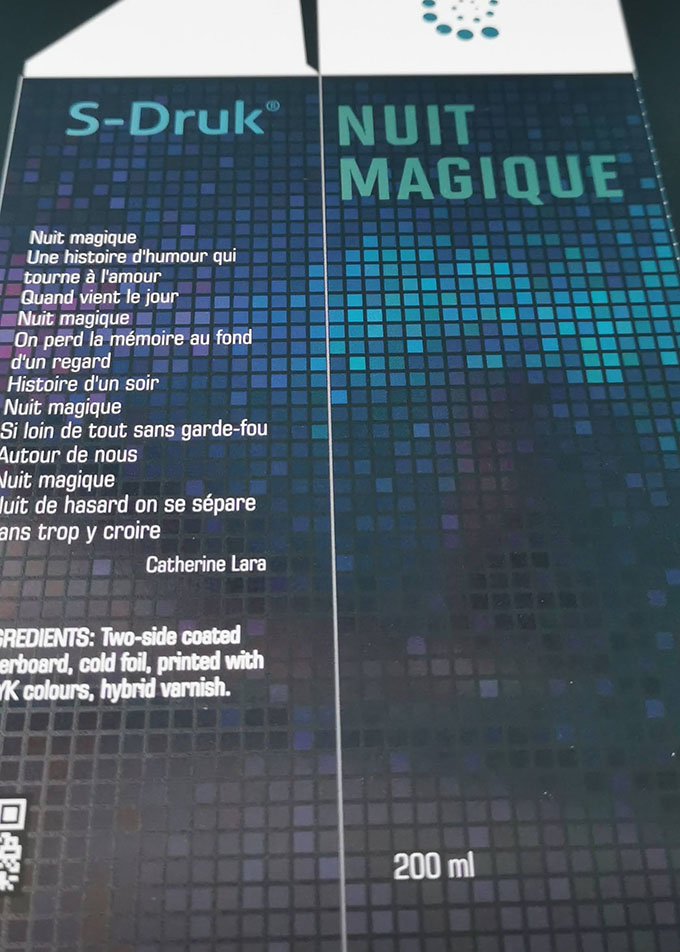 S-Druk®
Nuit magique
Une histoire d'humour qui
tourne à l'amour
Quand vient le jour
Nuit magique
On perd la mémoire au fond
d'un regard
Histoire d'un soir
Nuit magique
Si loin de tout sans garde-fou
Autour de nous
Nuit magique
Nuit de hasard on se sépare
ans trop y croire
Catherine Lara
GREDIENTS: Two-side coated
erboard, cold foil, printed with
YK colours, hybrid varnish.
NUIT
MAGIQUE
200 ml